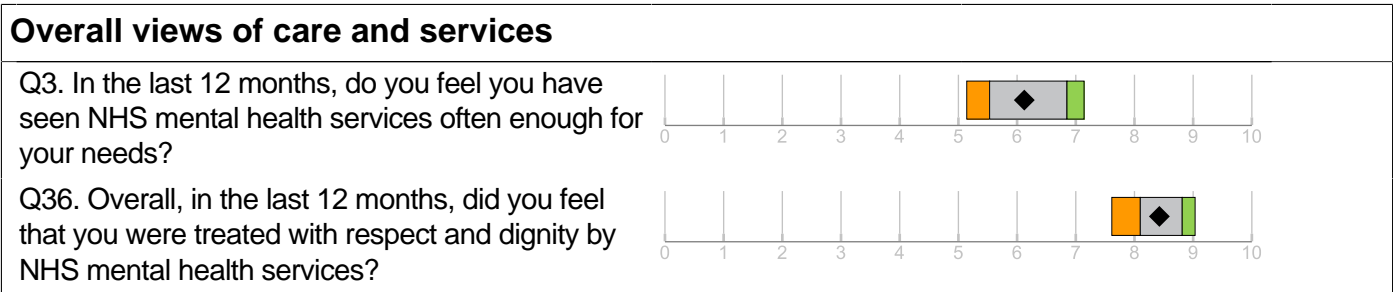 Overall views of care and services
Q3. In the last 12 months, do you feel you have
seen NHS mental health services often enough for
your needs?
0 1 2 3 4 5 6 7 8 9 10
Q36. Overall, in the last 12 months, did you feel
that you were treated with respect and dignity by
NHS mental health services?
0 1 2 3 4 5 6 7 8 9 10